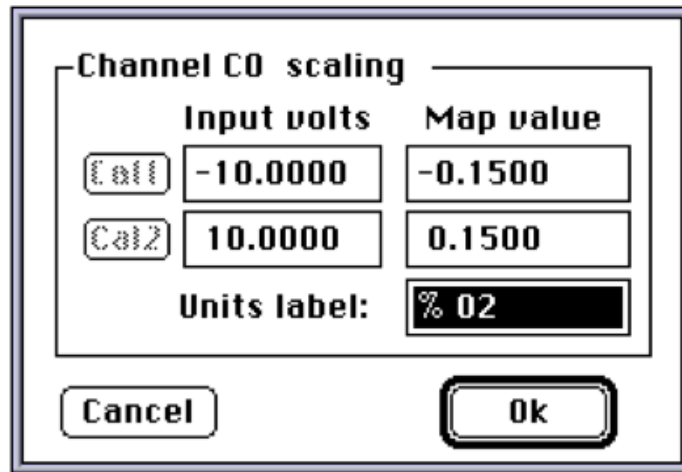 Channel C0 scaling
Input volts Map value
Cal1 -10.0000 -0.1500
Cal2 10.0000 0.1500
Units label: % 02
Cancel Ok